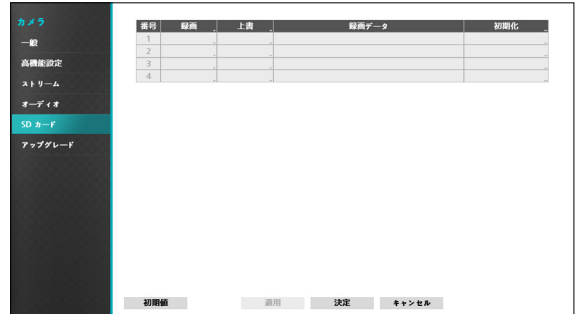 カメラ
一般
高機能設定
ストリーム
オーディオ
SD カード
アップグレード
番号 録画 上書 録画データ 初期化
1
2
3
4
初期値 適用 決定 キャンセル